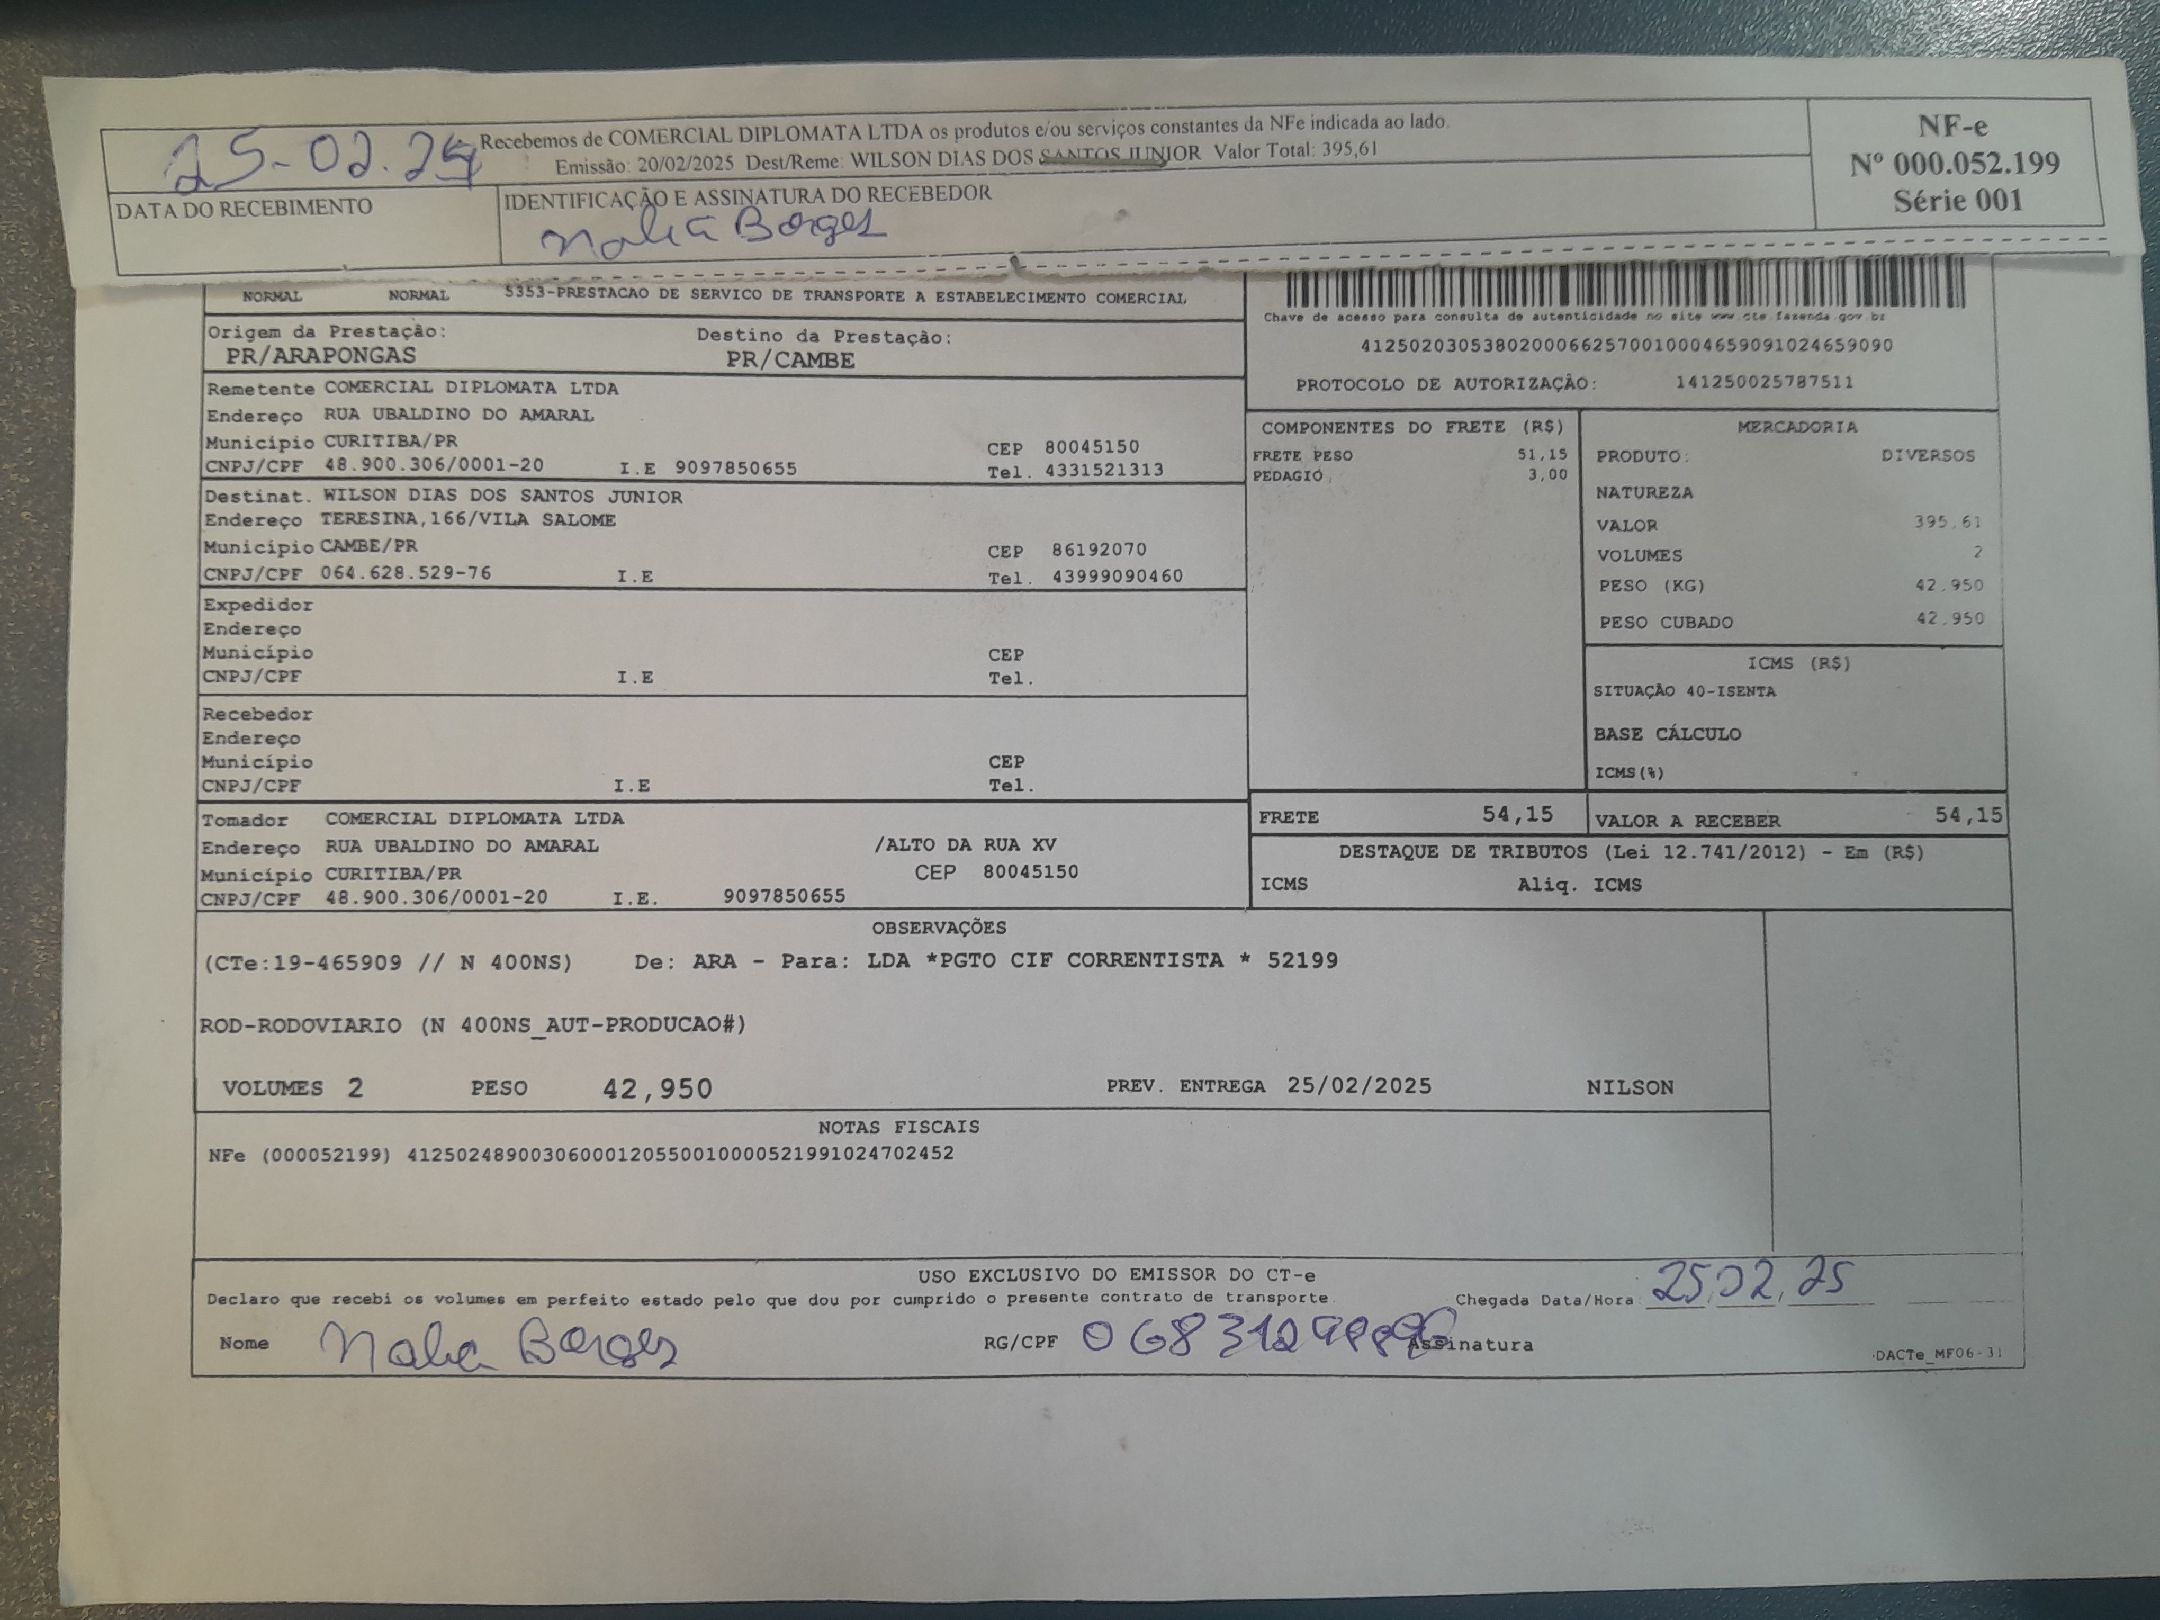 25-02.25 Recebemos de COMERCIAL DIPLOMATA LTDA os produtos e/ou serviços constantes da NFe indicada ao lado.
Emissão: 20/02/2025 Dest/Reme: WILSON DIAS DOS SANTOS JUNIOR Valor Total: 395,61
NF-e
Nº 000.052.199
Série 001
DATA DO RECEBIMENTO
IDENTIFICAÇÃO E ASSINATURA DO RECEBEDOR
Borges
NORMAL NORMAL 5353-PRESTACAO DE SERVICO DE TRANSPORTE A ESTABELECIMENTO COMERCIAL
Chave de acesso para consulta de autenticidade no site www.cte.fazenda.gov.br
41250203053802000662570010004659091024659090
PROTOCOLO DE AUTORIZAÇÃO: 141250025787511
Origem da Prestação: Destino da Prestação:
PR/ARAPONGAS PR/CAMBE
Remetente COMERCIAL DIPLOMATA LTDA
Endereço RUA UBALDINO DO AMARAL
Município CURITIBA/PR CEP 80045150
CNPJ/CPF 48.900.306/0001-20 I.E 9097850655 Tel. 4331521313
Destinat. WILSON DIAS DOS SANTOS JUNIOR
Endereço TERESINA,166/VILA SALOME
Município CAMBE/PR CEP 86192070
CNPJ/CPF 064.628.529-76 I.E Tel. 43999090460
Expedidor
Endereço
Município CEP
CNPJ/CPF I.E Tel.
Recebedor
Endereço
Município CEP
CNPJ/CPF I.E Tel.
Tomador COMERCIAL DIPLOMATA LTDA
Endereço RUA UBALDINO DO AMARAL /ALTO DA RUA XV
Município CURITIBA/PR CEP 80045150
CNPJ/CPF 48.900.306/0001-20 I.E. 9097850655
COMPONENTES DO FRETE (R$)
FRETE PESO 51,15
PEDAGIO 3,00
MERCADORIA
PRODUTO: DIVERSOS
NATUREZA
VALOR 395.61
VOLUMES 2
PESO (KG) 42.950
PESO CUBADO 42.950
ICMS (R$)
SITUAÇÃO 40-ISENTA
BASE CÁLCULO
ICMS(%)
FRETE 54,15 VALOR A RECEBER 54,15
DESTAQUE DE TRIBUTOS (Lei 12.741/2012) - Em (R$)
ICMS Aliq. ICMS
OBSERVAÇÕES
(CTe:19-465909 // N 400NS) De: ARA - Para: LDA *PGTO CIF CORRENTISTA * 52199
ROD-RODOVIARIO (N 400NS_AUT-PRODUCAO#)
VOLUMES 2 PESO 42,950 PREV. ENTREGA 25/02/2025 NILSON
NOTAS FISCAIS
NFe (000052199) 41250248900306000120550010000521991024702452
USO EXCLUSIVO DO EMISSOR DO CT-e
Declaro que recebi os volumes em perfeito estado pelo que dou por cumprido o presente contrato de transporte. Chegada Data/Hora 25.02.25
Nome Borges RG/CPF Assinatura
DACTe_MF06-31